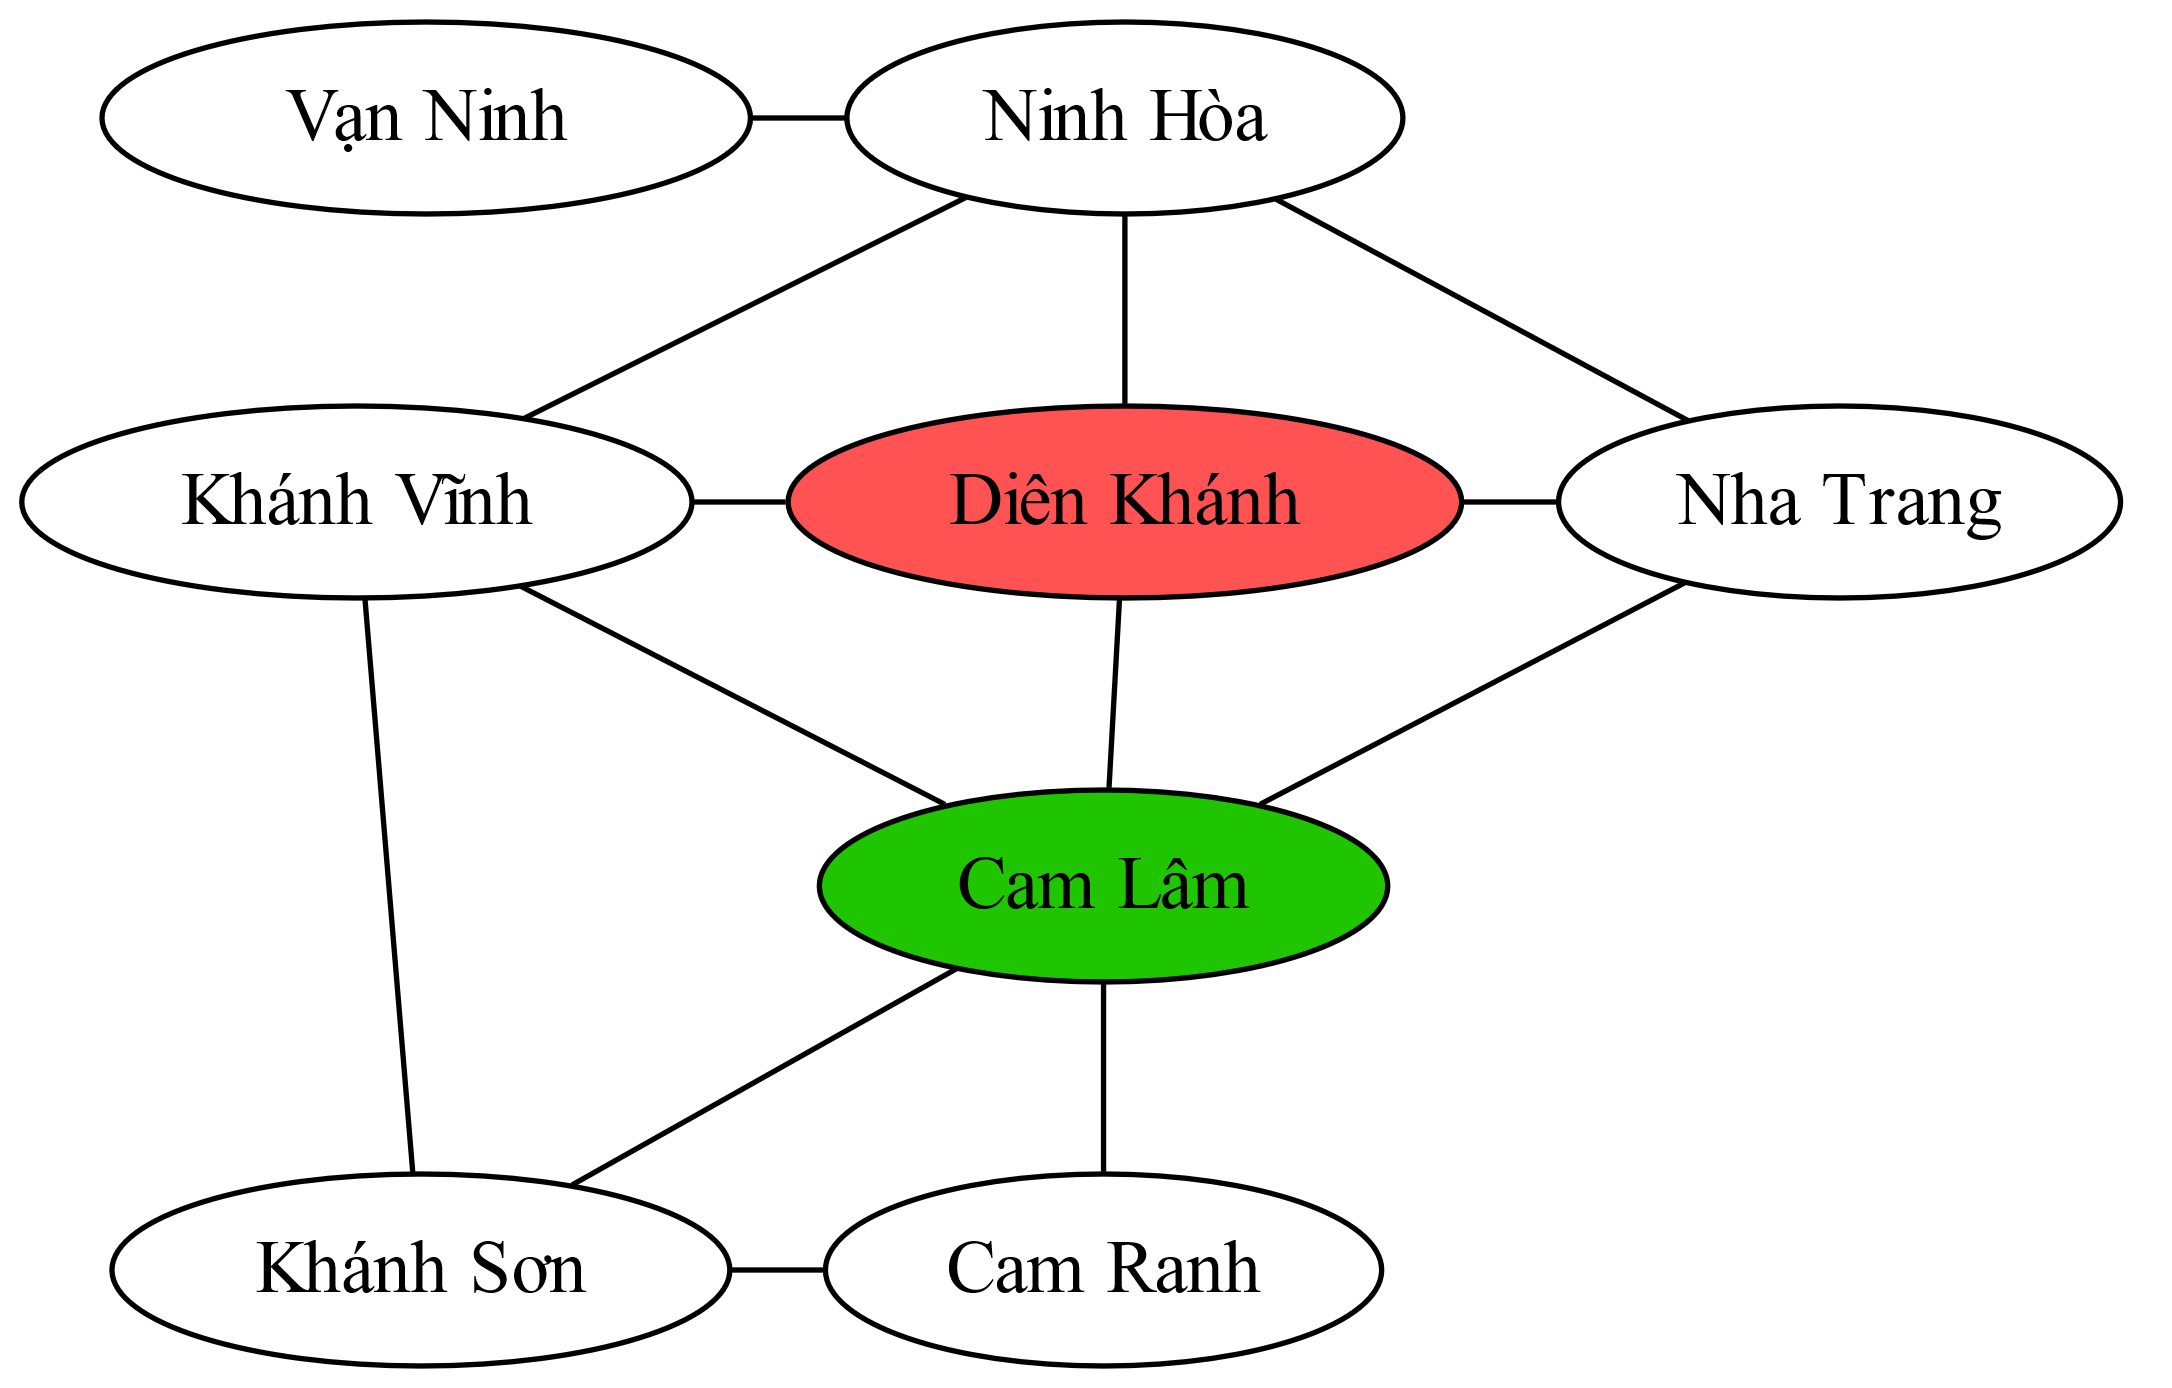 Vạn Ninh
Ninh Hòa
Khánh Vĩnh
Diên Khánh
Nha Trang
Cam Lâm
Khánh Sơn
Cam Ranh